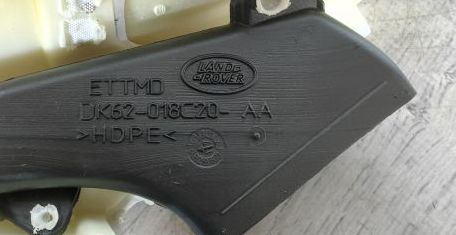 LAND-
ROVER
ETTMD
DK62-018C20-AA
>HDPE<